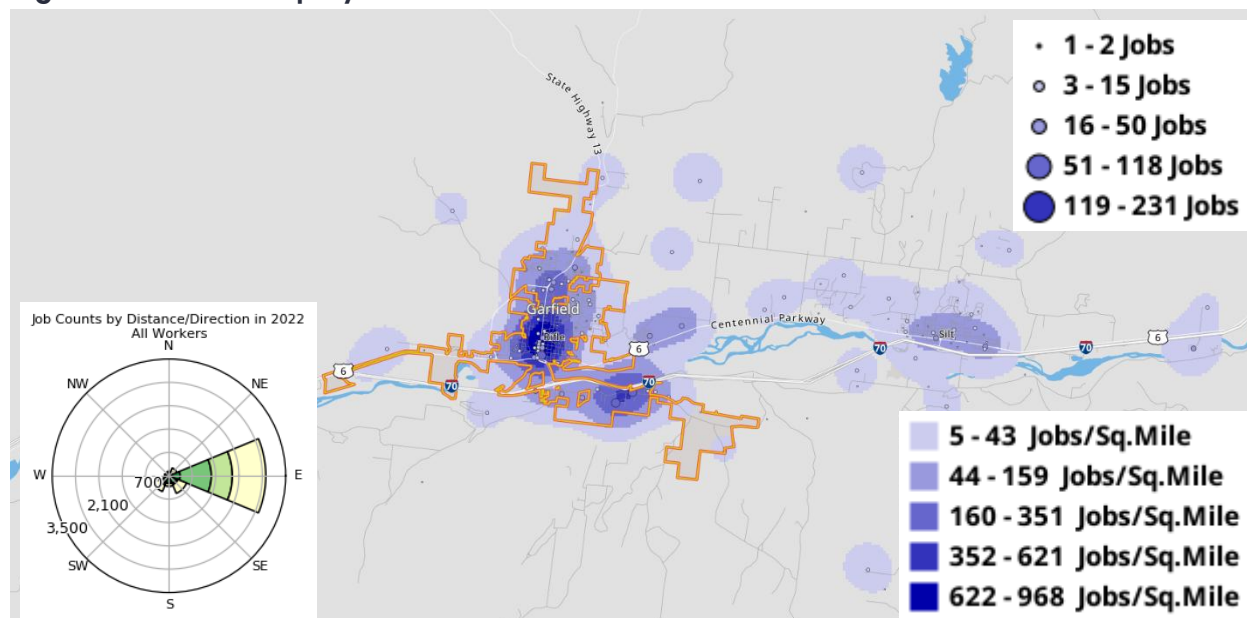 1 - 2 Jobs
3 - 15 Jobs
16 - 50 Jobs
51 - 118 Jobs
119 - 231 Jobs
State Highway 13
Garfield
Rifle
Centennial Parkway
Silt
6
6
6
70
70
70
70
Job Counts by Distance/Direction in 2022
All Workers
N
NW
NE
W
E
700
2,100
3,500
SW
SE
S
5 - 43 Jobs/Sq.Mile
44 - 159 Jobs/Sq.Mile
160 - 351 Jobs/Sq.Mile
352 - 621 Jobs/Sq.Mile
622 - 968 Jobs/Sq.Mile